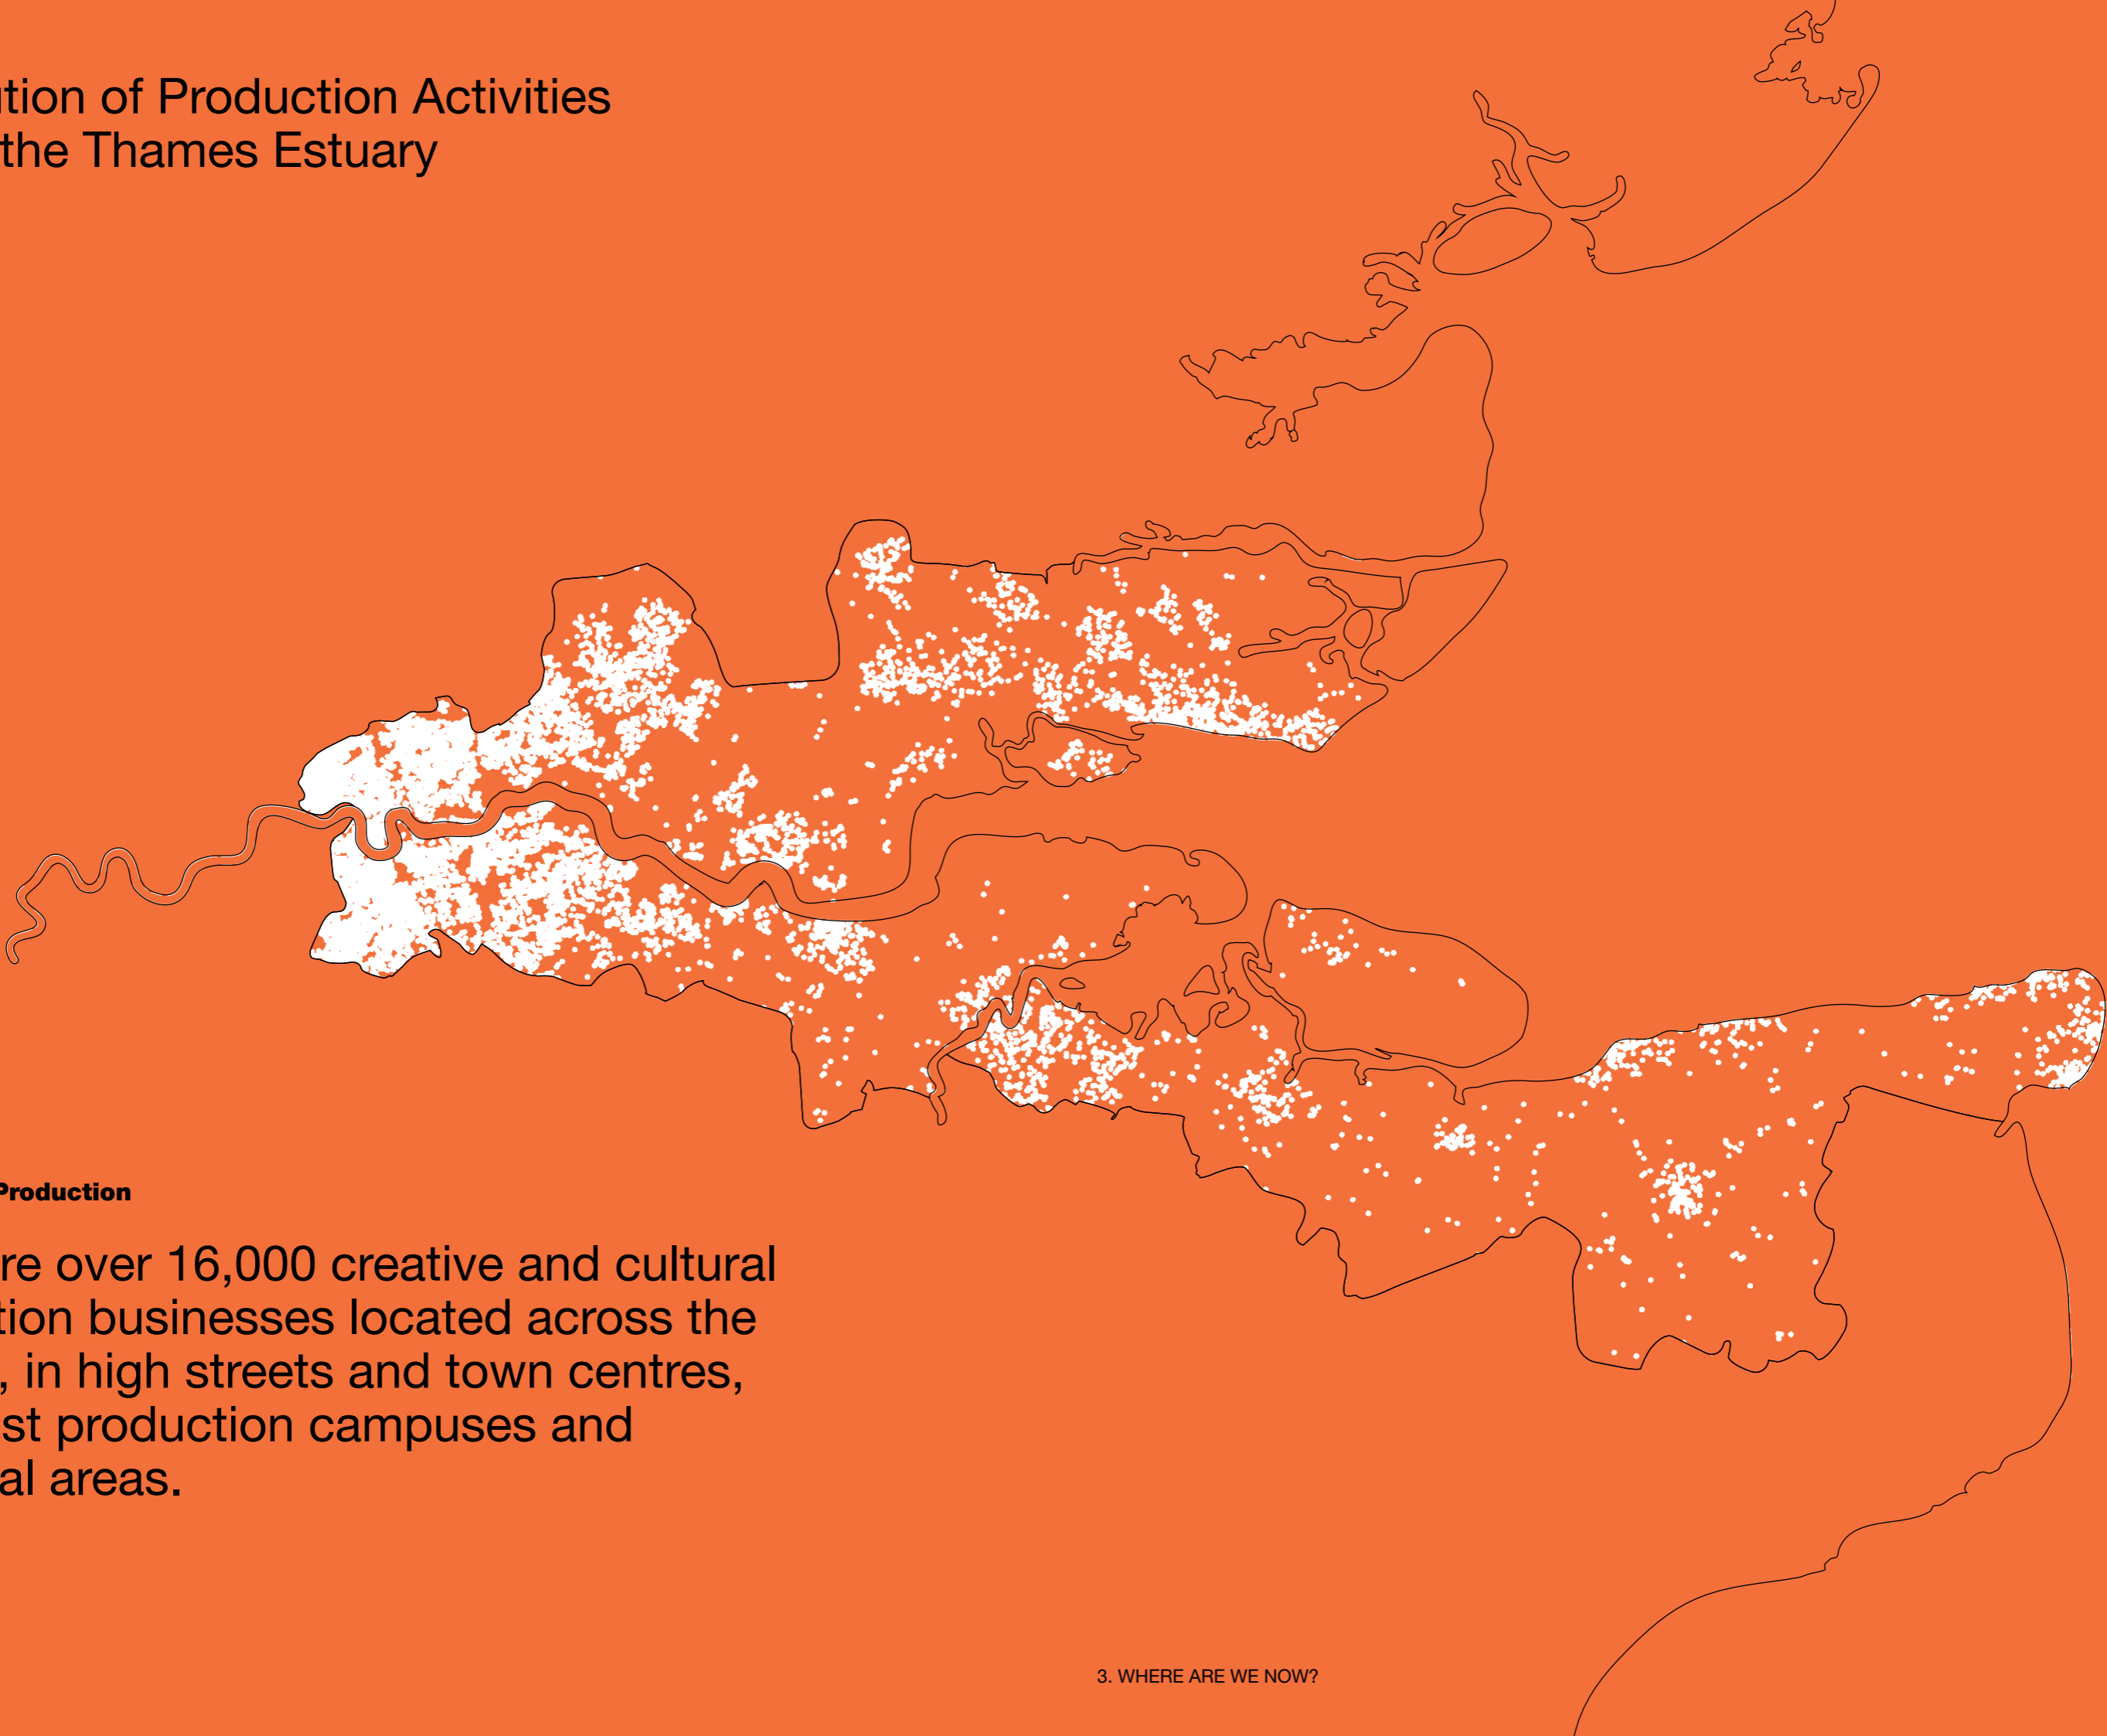 tion of Production Activities
the Thames Estuary
Production
re over 16,000 creative and cultural
tion businesses located across the
, in high streets and town centres,
st production campuses and
al areas.
3. WHERE ARE WE NOW?